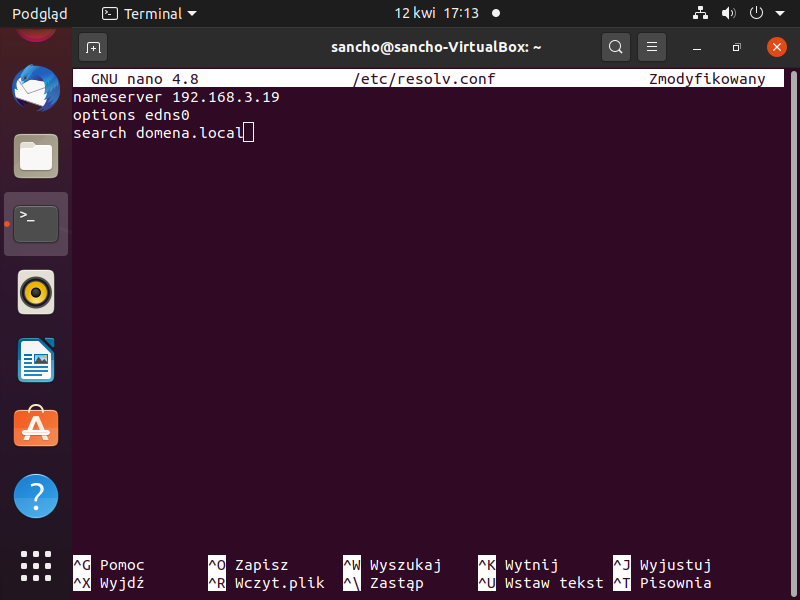 Podgląd Terminal 12 kwi 17:13
sancho@sancho-VirtualBox: ~
GNU nano 4.8 /etc/resolv.conf Zmodyfikowany
nameserver 192.168.3.19
options edns0
search domena.local
^G Pomoc ^O Zapisz ^W Wyszukaj ^K Wytnij ^J Wyjustuj
^X Wyjdź ^R Wczyt.plik ^\ Zastąp ^U Wstaw tekst ^T Pisownia